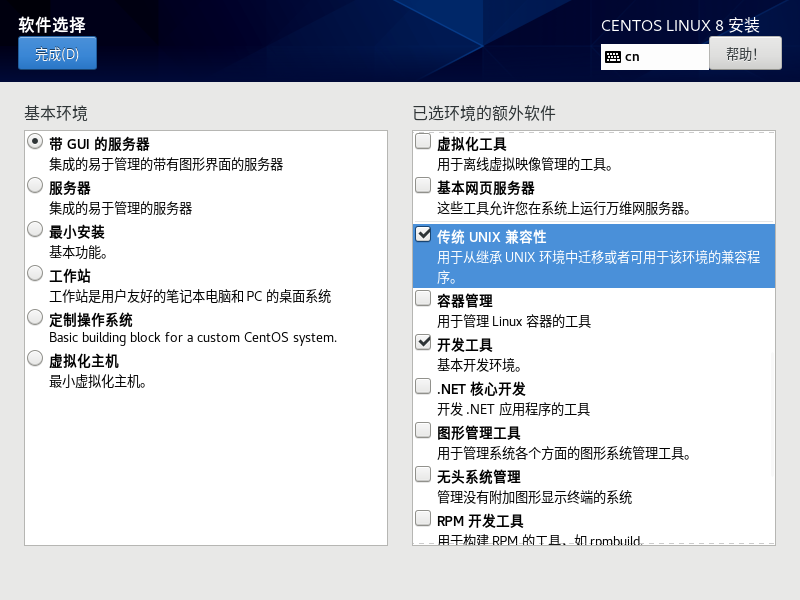 软件选择
CENTOS LINUX 8 安装
完成(D)
cn
帮助!
基本环境
带 GUI 的服务器
集成的易于管理的带有图形界面的服务器
服务器
集成的易于管理的服务器
最小安装
基本功能。
工作站
工作站是用户友好的笔记本电脑和 PC 的桌面系统
定制操作系统
Basic building block for a custom CentOS system.
虚拟化主机
最小虚拟化主机。
已选环境的额外软件
虚拟化工具
用于离线虚拟映像管理的工具。
基本网页服务器
这些工具允许您在系统上运行万维网服务器。
传统 UNIX 兼容性
用于从继承 UNIX 环境中迁移或者可用于该环境的兼容程
序。
容器管理
用于管理 Linux 容器的工具
开发工具
基本开发环境。
.NET 核心开发
开发 .NET 应用程序的工具
图形管理工具
用于管理系统各个方面的图形系统管理工具。
无头系统管理
管理没有附加图形显示终端的系统
RPM 开发工具
用于构建 RPM 的工具、如 rpmbuild.